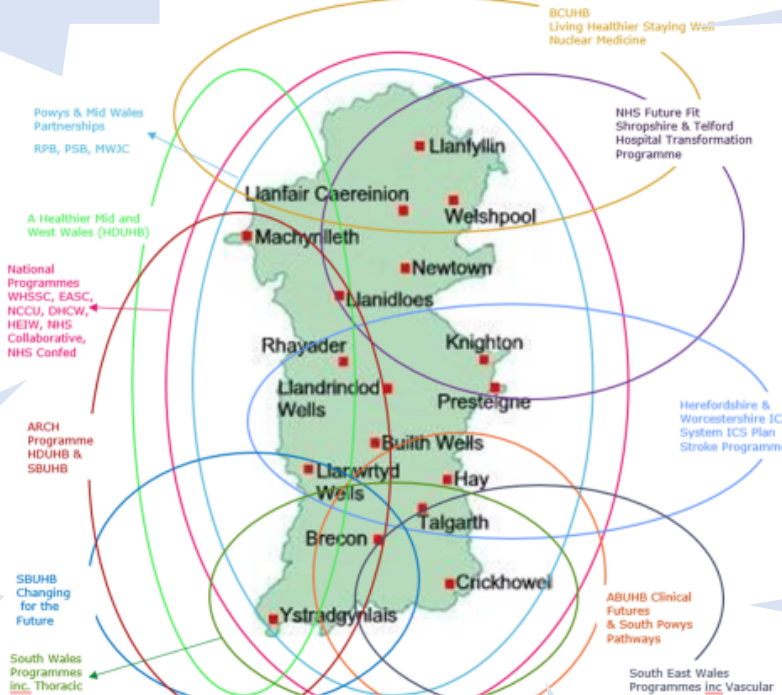 BCUHB
Living Healthier Staying Well
Nuclear Medicine
Powys & Mid Wales
Partnerships
RPB, PSB, MWJC
NHS Future Fit
Shropshire & Telford
Hospital Transformation
Programme
Llanfyllin
Llanfair Caereinion
Welshpool
A Healthier Mid and
West Wales (HDUHB)
Machynlleth
National
Programmes
WHSSC, EASC,
NCCU, DHCW,
HEIW, NHS
Collaborative,
NHS Confed
Newtown
Llanidloes
Rhayader
Knighton
Llandrindod
Wells
Presteigne
Herefordshire &
Worcestershire IC
System ICS Plan
Stroke Programm
ARCH
Programme
HDUHB &
SBUHB
Builth Wells
Llanwrtyd
Wells
Hay
Talgarth
Brecon
SBUHB
Changing
for the
Future
Crickhowel
ABUHB Clinical
Futures
& South Powys
Pathways
Ystradgynlais
South Wales
Programmes
inc. Thoracic
South East Wales
Programmes inc Vascular